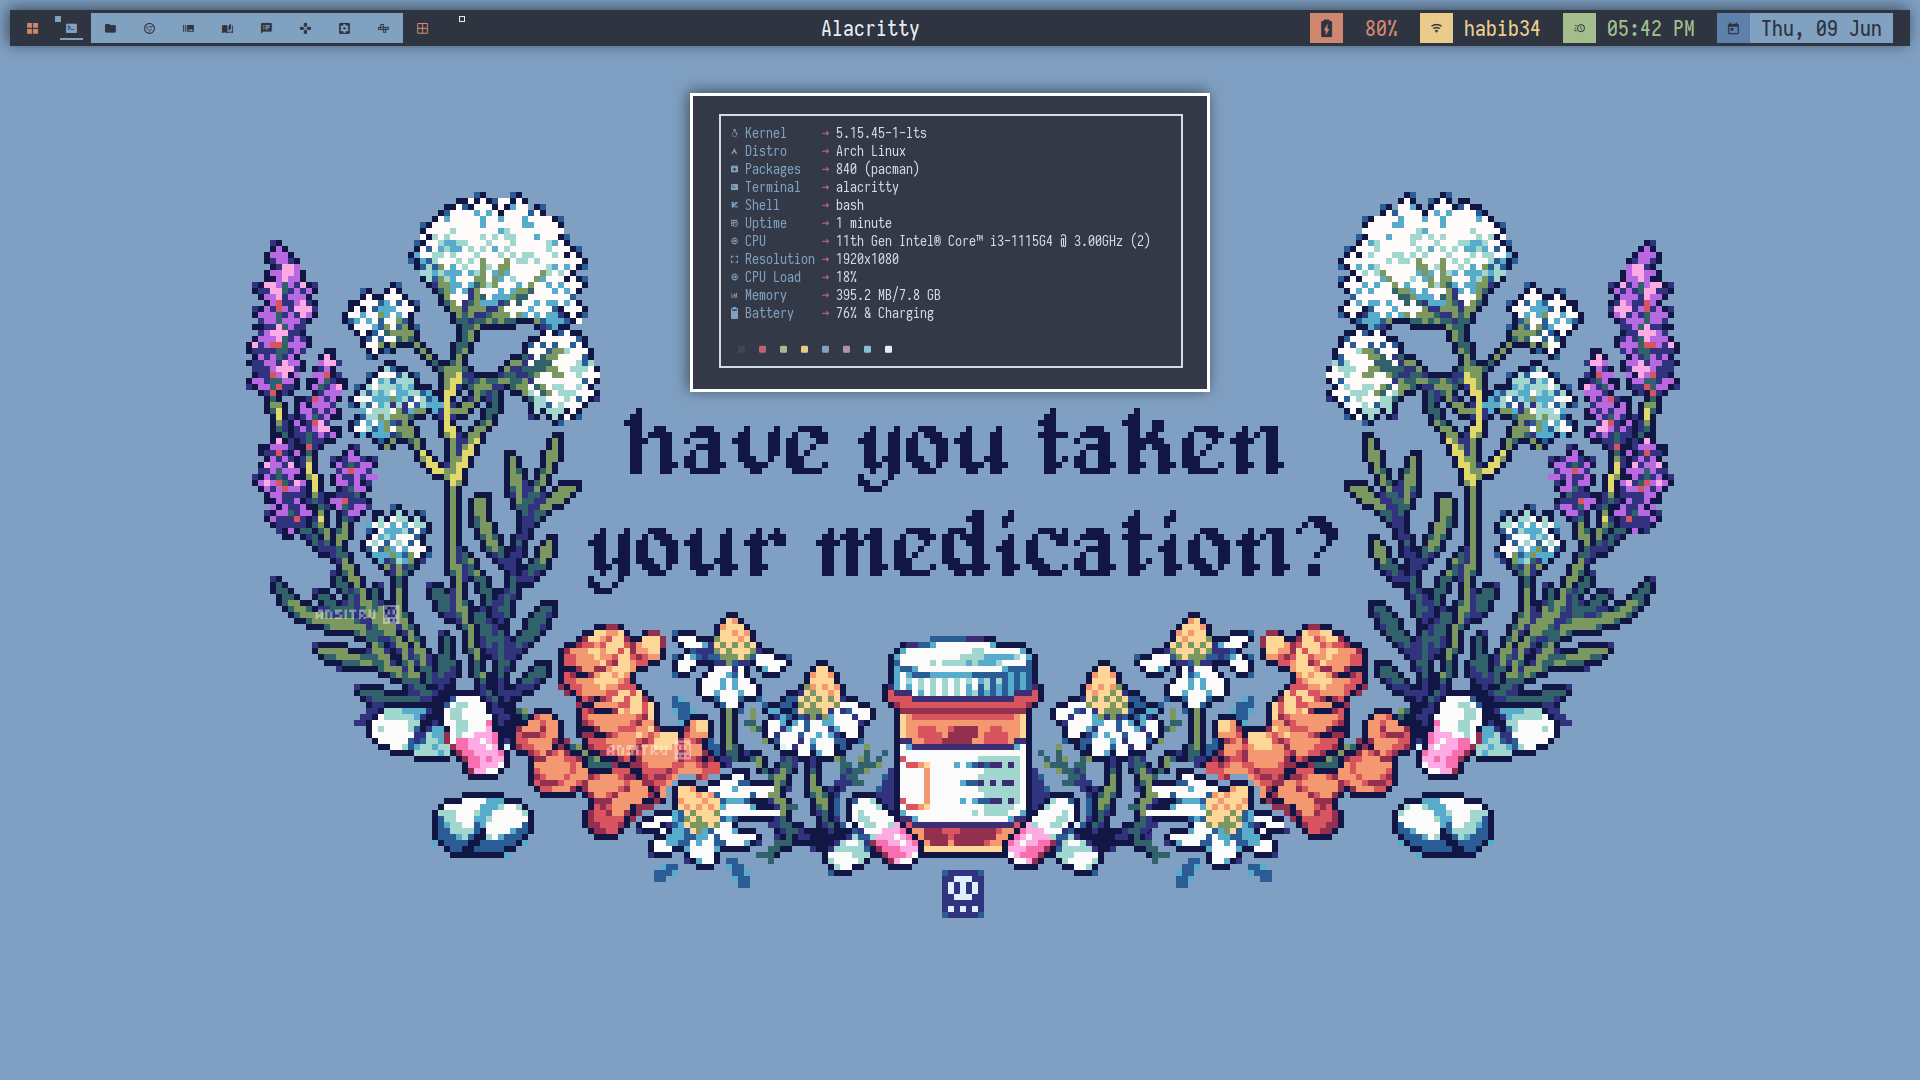 Alacritty
80% habib34 05:42 PM Thu, 09 Jun
Kernel → 5.15.45-1-lts
Distro → Arch Linux
Packages → 840 (pacman)
Terminal → alacritty
Shell → bash
Uptime → 1 minute
CPU → 11th Gen Intel® Core™ i3-1115G4 @ 3.00GHz (2)
Resolution → 1920x1080
CPU Load → 18%
Memory → 395.2 MB/7.8 GB
Battery → 76% & Charging
have you taken
your medication?
ANSITRU
ANSITRU